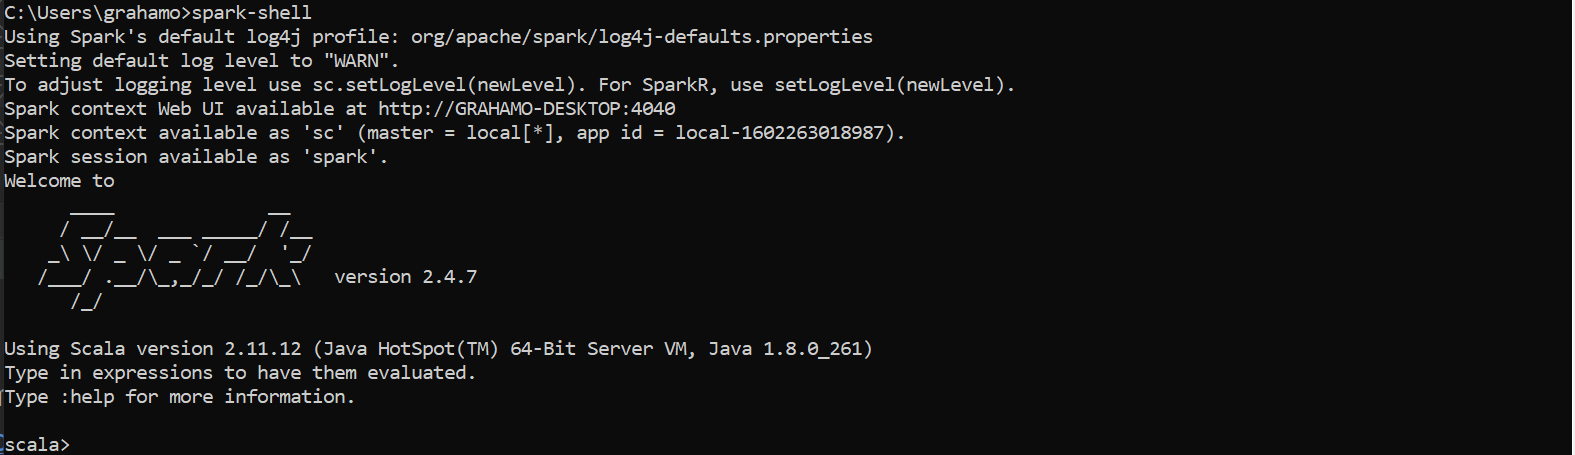 C:\Users\grahamo>spark-shell
Using Spark's default log4j profile: org/apache/spark/log4j-defaults.properties
Setting default log level to "WARN".
To adjust logging level use sc.setLogLevel(newLevel). For SparkR, use setLogLevel(newLevel).
Spark context Web UI available at http://GRAHAMO-DESKTOP:4040
Spark context available as 'sc' (master = local[*], app id = local-1602263018987).
Spark session available as 'spark'.
Welcome to
      ____              __
     / __/__  ___ _____/ /__
    _\ \/ _ \/ _ `/ __/  '_/
   /___/ .__/\_,_/_/ /_/\_\   version 2.4.7
      /_/
Using Scala version 2.11.12 (Java HotSpot(TM) 64-Bit Server VM, Java 1.8.0_261)
Type in expressions to have them evaluated.
Type :help for more information.
scala>